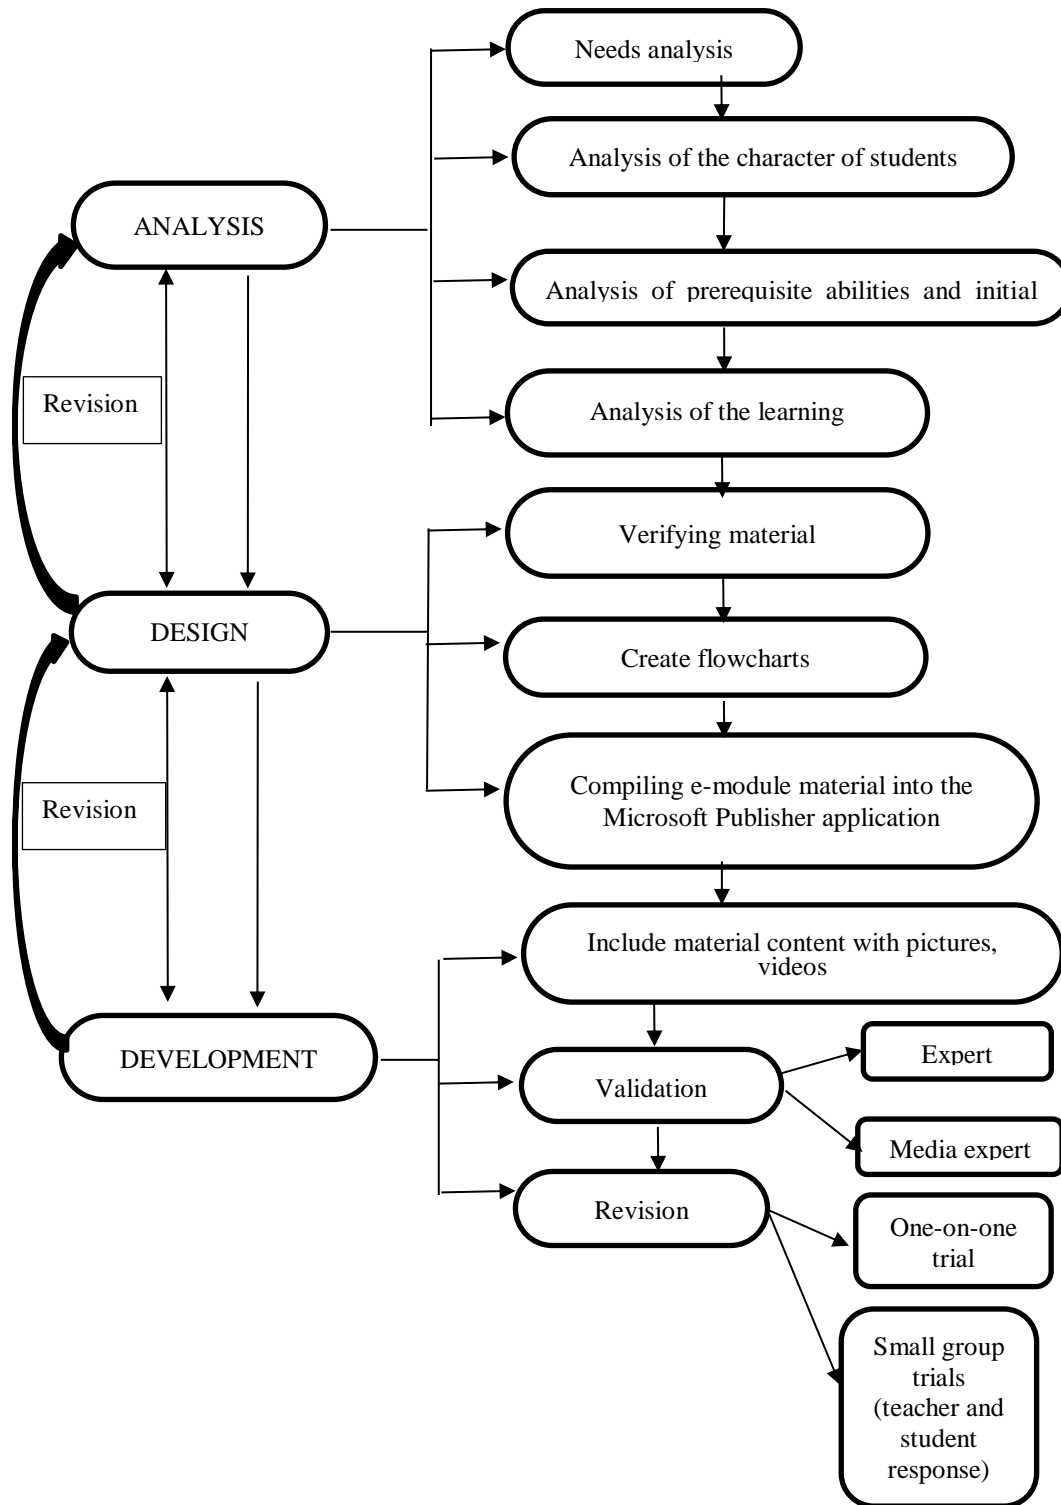 Needs analysis
Analysis of the character of students
ANALYSIS
Analysis of prerequisite abilities and initial
Revision
Analysis of the learning
Verifying material
DESIGN
Create flowcharts
Revision
Compiling e-module material into the
Microsoft Publisher application
Include material content with pictures,
videos
DEVELOPMENT
Validation
Expert
Media expert
Revision
One-on-one
trial
Small group
trials
(teacher and
student
response)